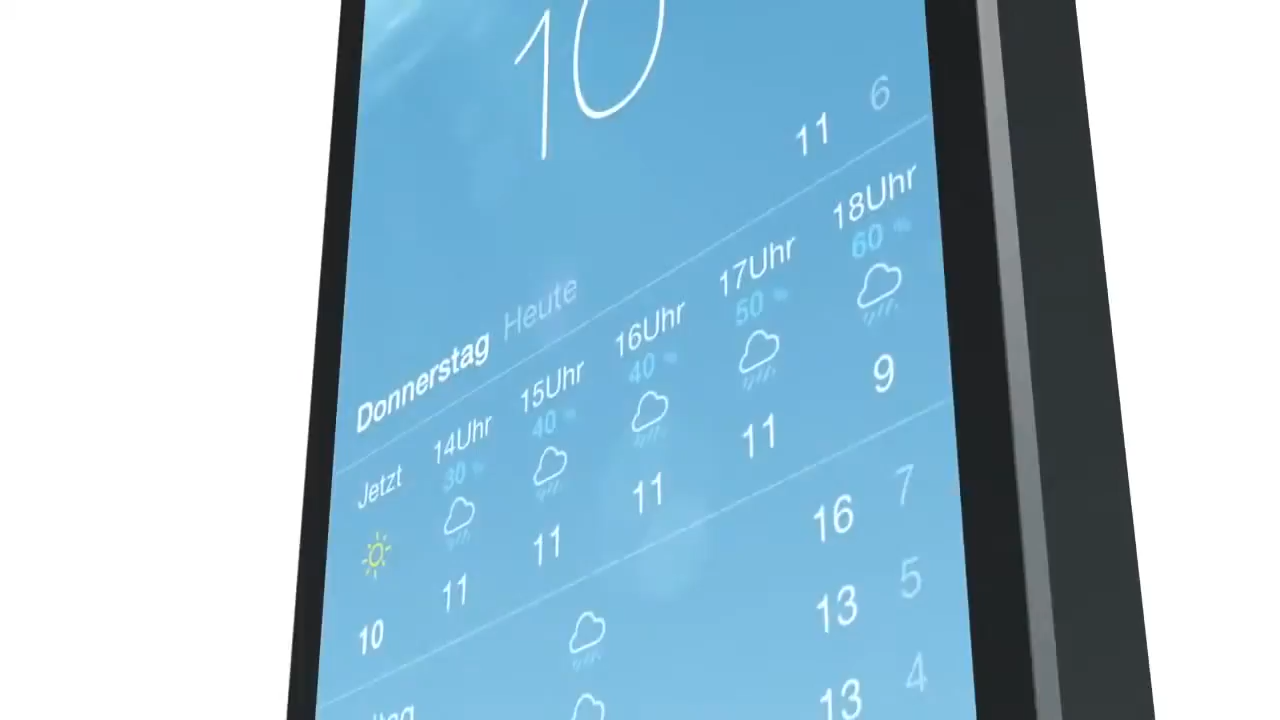 10
Donnerstag Heute 11 6
Jetzt 14Uhr 15Uhr 16Uhr 17Uhr 18Uhr
30 % 40 % 40 % 50 % 60 %
10 11 11 11 11 9
16 7
13 5
13 4